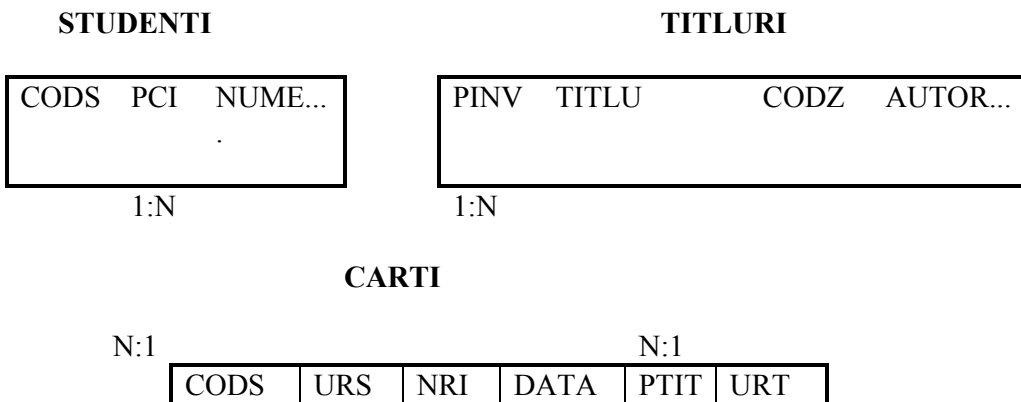 STUDENTI TITLURI
CODS PCI NUME... PINV TITLU CODZ AUTOR...
.
1:N 1:N
CARTI
N:1 N:1
CODS URS NRI DATA PTIT URT